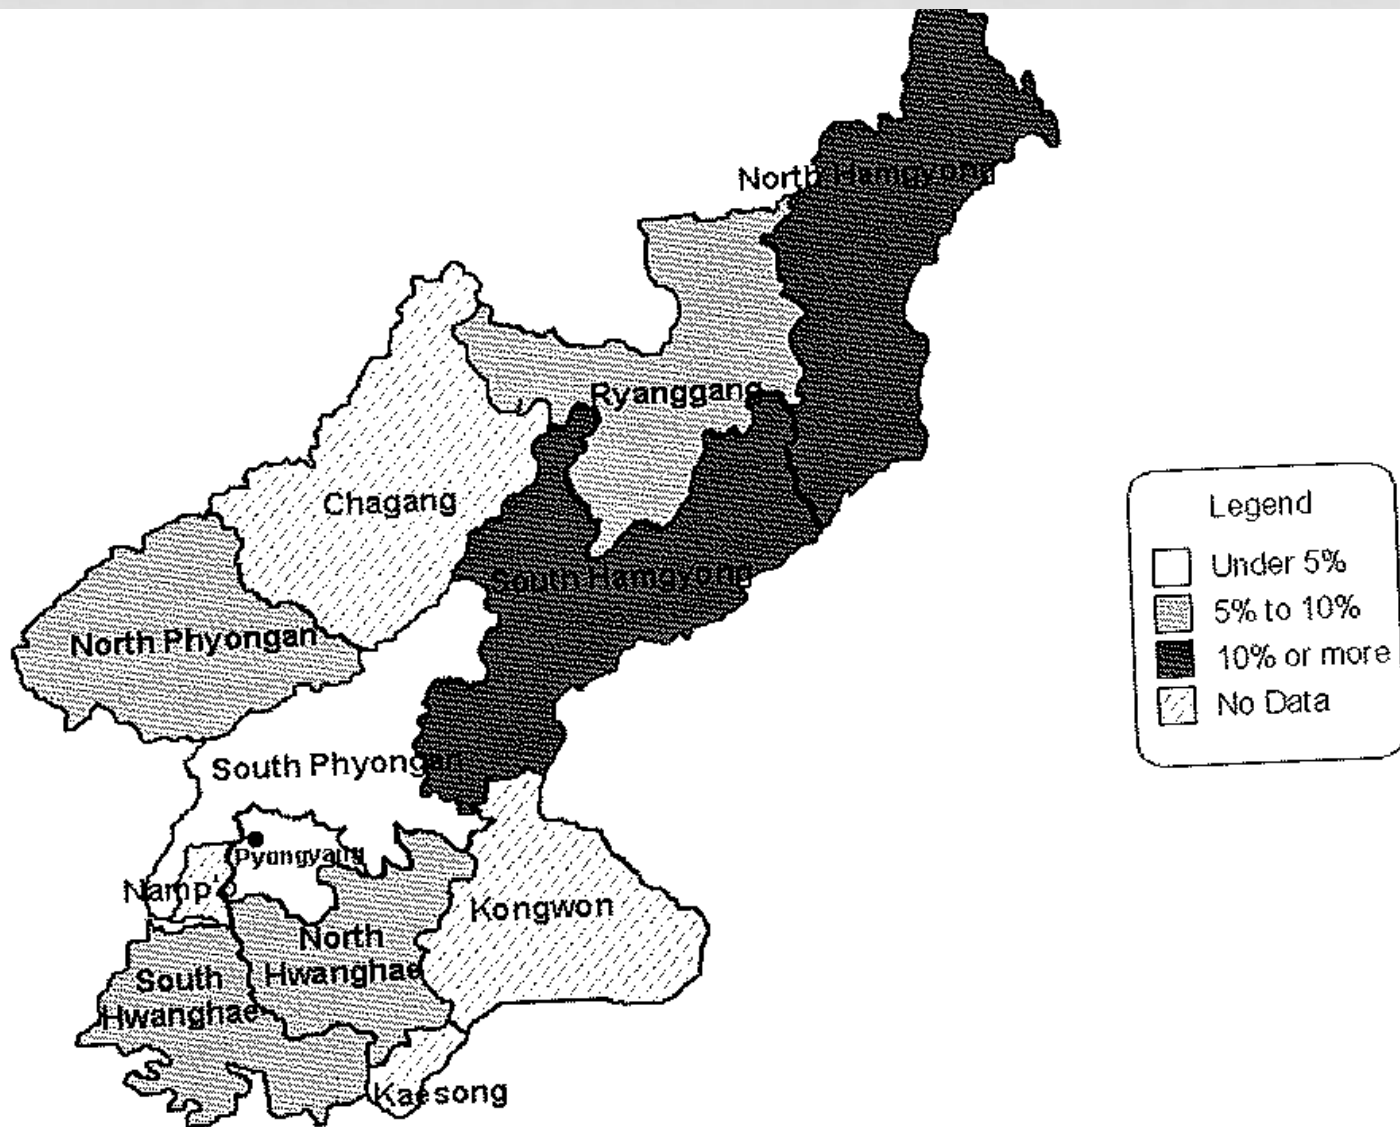 North Hamgyong
Ryanggang
Chagang
South Hamgyong
North Phyongan
South Phyongan
Pyongyang
Namp'o
Kongwon
North
Hwanghae
South
Hwanghae
Kaesong
Legend
Under 5%
5% to 10%
10% or more
No Data